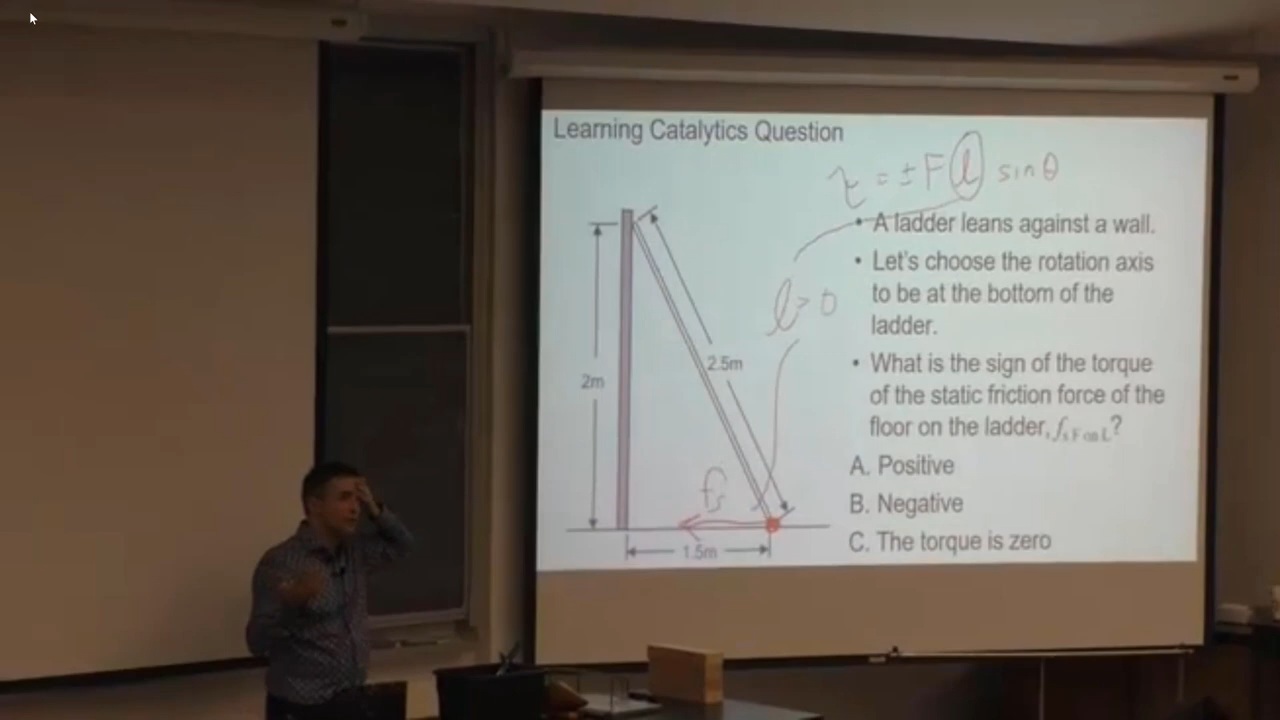 Learning Catalytics Question
τ = ± F l sin θ
• A ladder leans against a wall.
• Let's choose the rotation axis
to be at the bottom of the
ladder.
l = 0
• What is the sign of the torque
of the static friction force of the
floor on the ladder, fs F on L?
A. Positive
B. Negative
C. The torque is zero
2m
2.5m
fs
1.5m